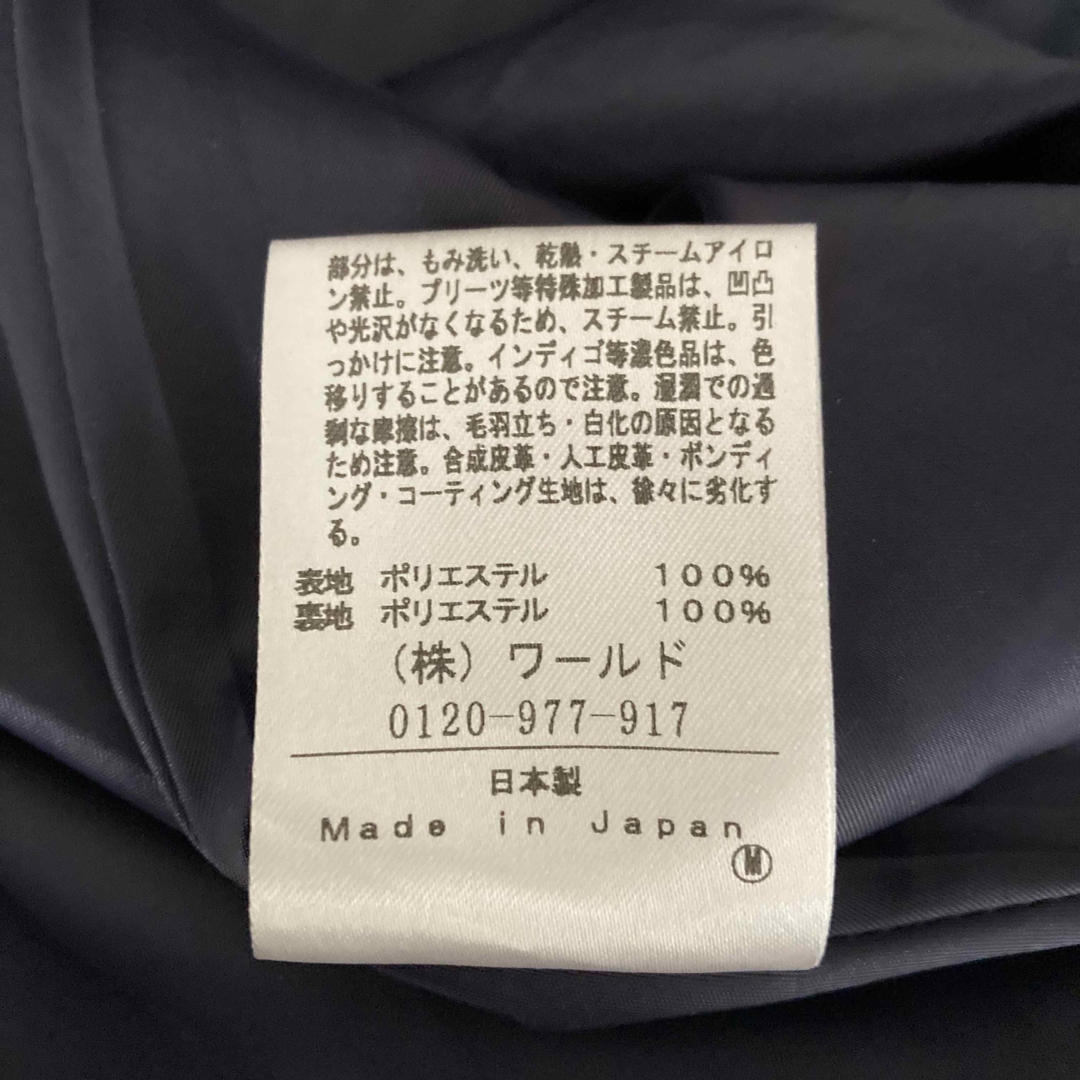 部分は、もみ洗い、乾熱・スチームアイロ
ン禁止。プリーツ等特殊加工製品は、凹凸
や光沢がなくなるため、スチーム禁止。引
っかけに注意。インディゴ等濃色品は、色
移りすることがあるので注意。湿潤での過
剰な摩擦は、毛羽立ち・白化の原因となる
ため注意。合成皮革・人工皮革・ボンディ
ング・コーティング生地は、徐々に劣化す
る。
表地 ポリエステル 100%
裏地 ポリエステル 100%
(株) ワールド
0120-977-917
日本製
Made in Japan
M